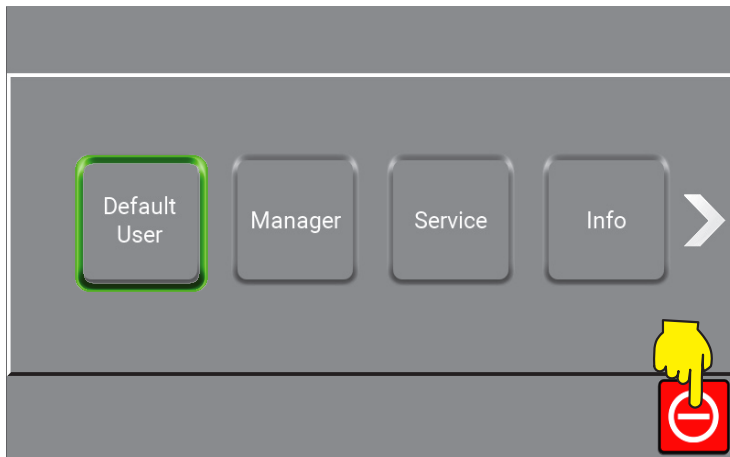 Default
User
Manager
Service
Info